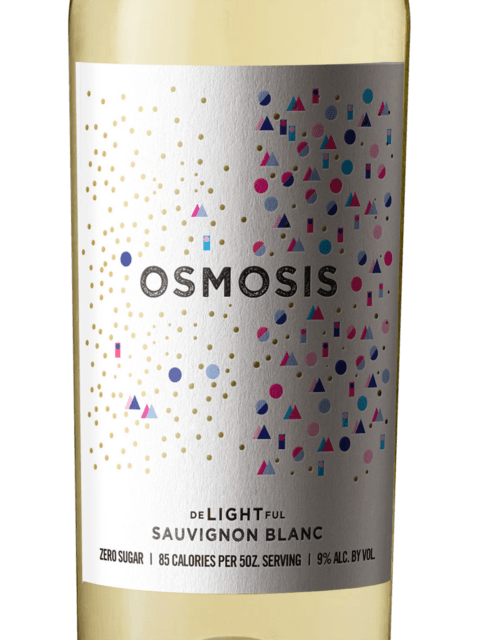 OSMOSIS
DELIGHTFUL
SAUVIGNON BLANC
ZERO SUGAR | 85 CALORIES PER 5OZ. SERVING | 9% ALC. BY VOL.